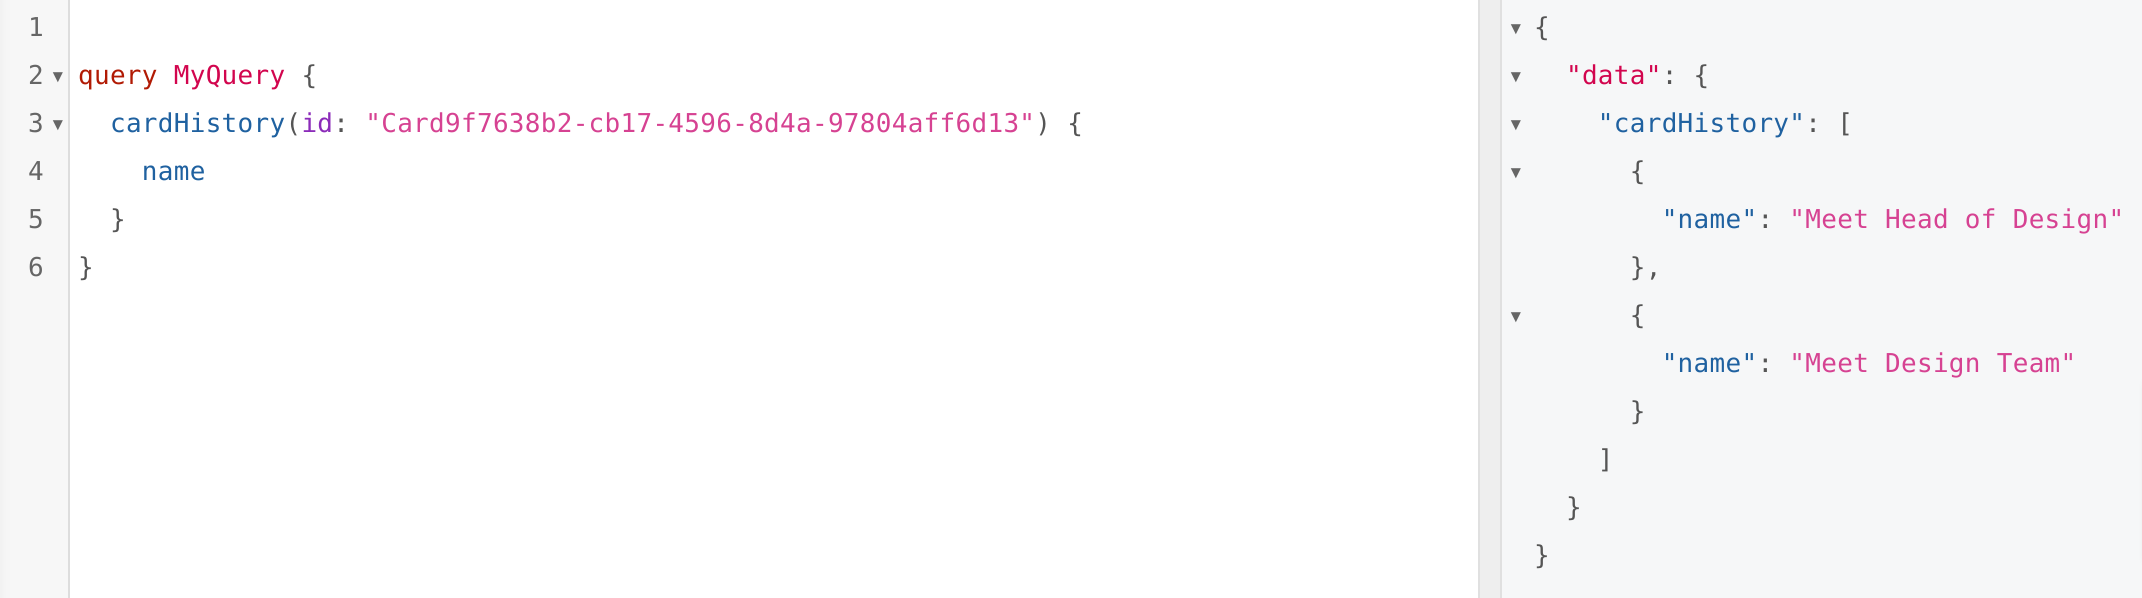 1
2 ▼ query MyQuery {
3 ▼   cardHistory(id: "Card9f7638b2-cb17-4596-8d4a-97804aff6d13") {
4     name
5   }
6 }
▼ {
▼   "data": {
▼     "cardHistory": [
▼       {
          "name": "Meet Head of Design"
        },
▼       {
          "name": "Meet Design Team"
        }
      ]
    }
  }